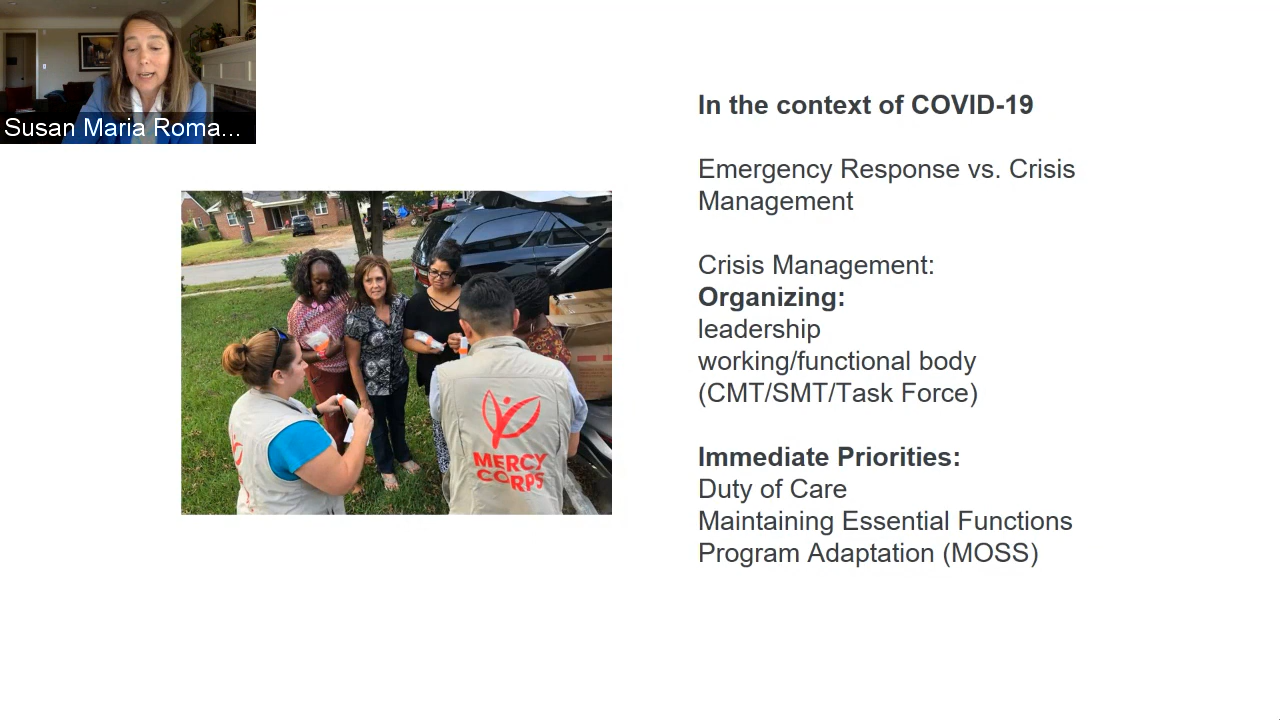 Susan Maria Roma...
In the context of COVID-19
Emergency Response vs. Crisis
Management
Crisis Management:
Organizing:
leadership
working/functional body
(CMT/SMT/Task Force)
MERCY
CORPS
Immediate Priorities:
Duty of Care
Maintaining Essential Functions
Program Adaptation (MOSS)